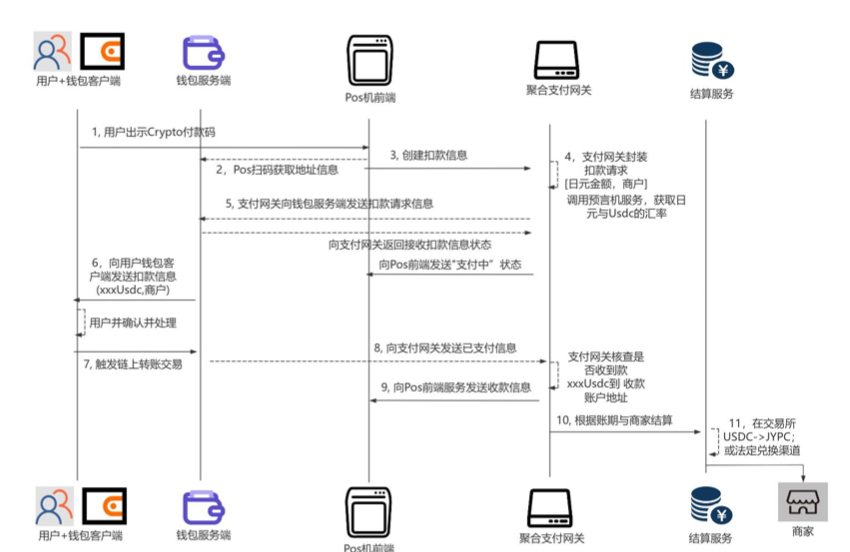 用户+钱包客户端
钱包服务端
Pos机前端
聚合支付网关
结算服务
1, 用户出示Crypto付款码
2，Pos扫码获取地址信息
3, 创建扣款信息
4，支付网关封装
扣款请求
[日元金额，商户]
调用预言机服务，获取日
元与Usdc的汇率
5, 支付网关向钱包服务端发送扣款请求信息
向支付网关返回接收扣款信息状态
向Pos前端发送"支付中"状态
6，向用户钱包客
户端发送扣款信息
(xxxUsdc,商户)
用户并确认并处理
7, 触发链上转账交易
8, 向支付网关发送已支付信息
支付网关核查是
否收到款
xxxUsdc到 收款
账户地址
9, 向Pos前端服务发送收款信息
10, 根据账期与商家结算
11，在交易所
USDC->JYPC;
或法定兑换渠道
用户+钱包客户端
钱包服务端
Pos机前端
聚合支付网关
结算服务
商家